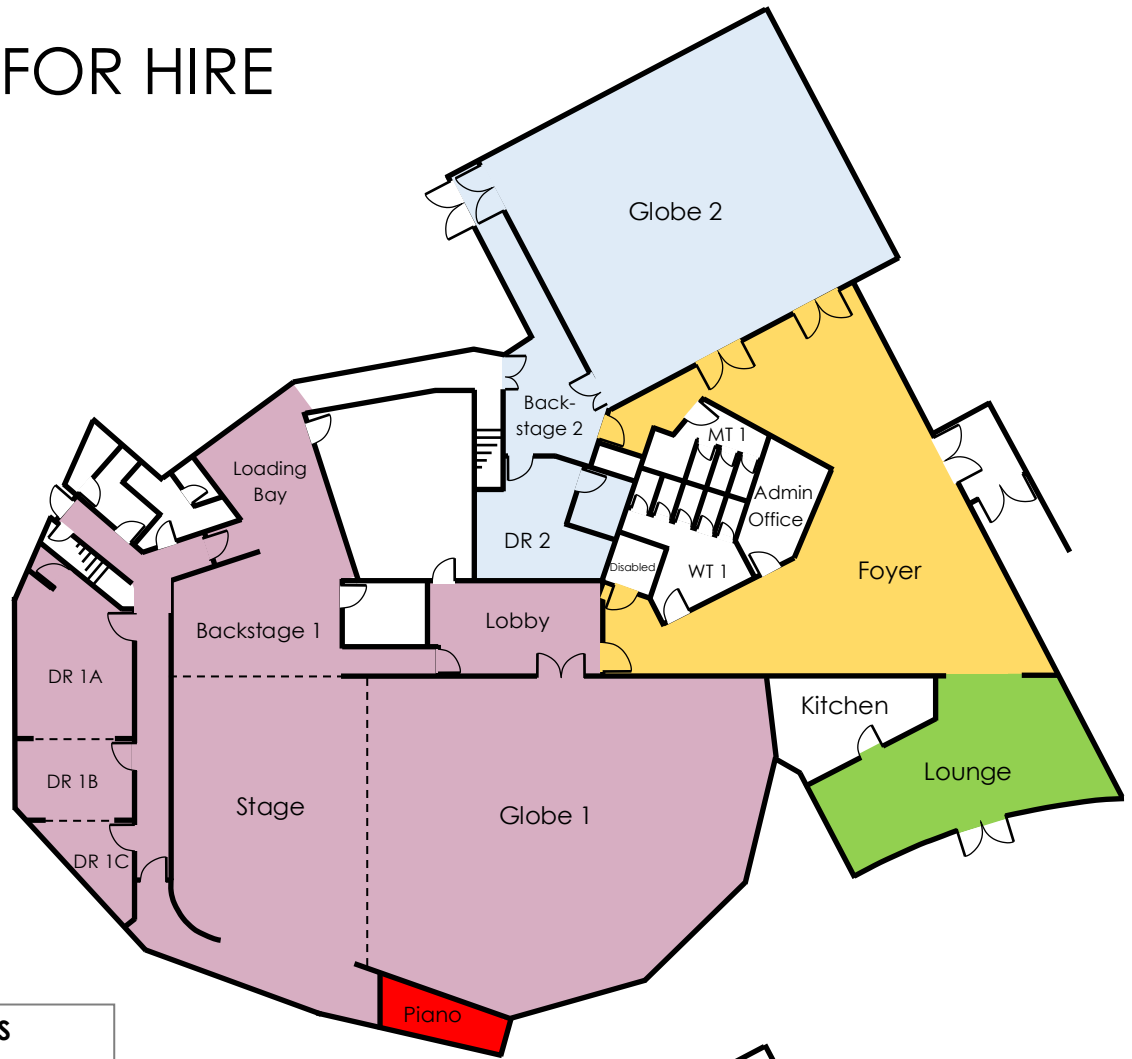 FOR HIRE
Globe 2
Back-
stage 2
MT 1
Loading
Bay
Admin
Office
DR 2
Disabled
WT 1
Foyer
Lobby
Backstage 1
DR 1A
Kitchen
DR 1B
Lounge
Stage
Globe 1
DR 1C
Piano
s